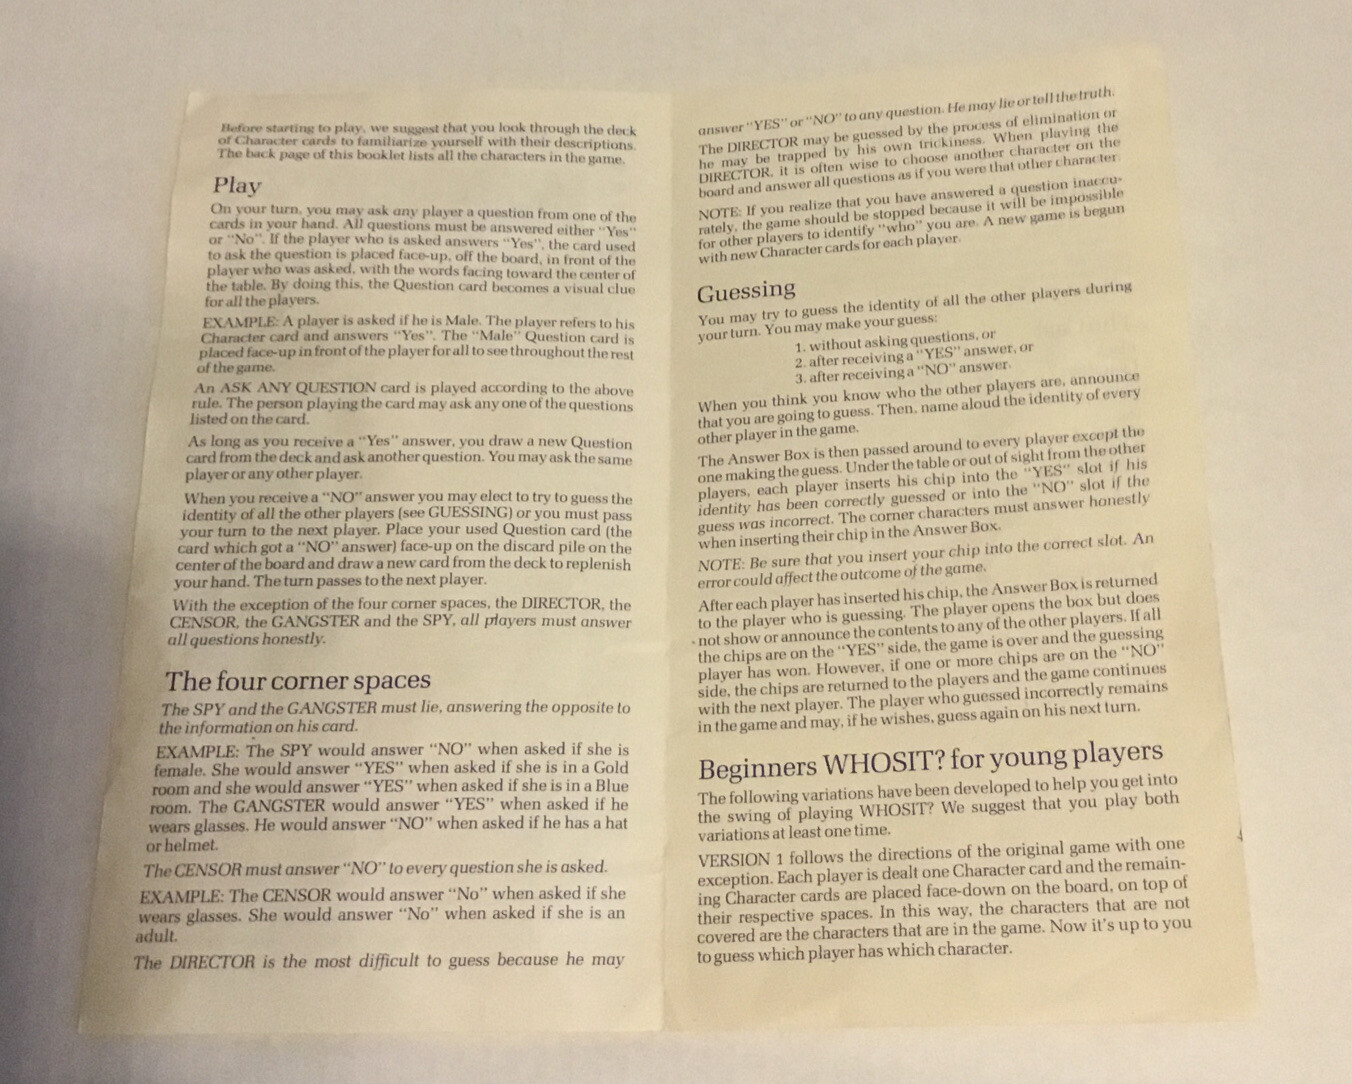 Before starting to play, we suggest that you look through the deck
of Character cards to familiarize yourself with their descriptions.
The back page of this booklet lists all the characters in the game.
Play
On your turn, you may ask any player a question from one of the
cards in your hand. All questions must be answered either "Yes"
or "No". If the player who is asked answers "Yes", the card used
to ask the question is placed face-up, off the board, in front of the
player who was asked, with the words facing toward the center of
the table. By doing this, the Question card becomes a visual clue
for all the players.
EXAMPLE: A player is asked if he is Male. The player refers to his
Character card and answers "Yes". The "Male" Question card is
placed face-up in front of the player for all to see throughout the rest
of the game.
An ASK ANY QUESTION card is played according to the above
rule. The person playing the card may ask any one of the questions
listed on the card.
As long as you receive a "Yes" answer, you draw a new Question
card from the deck and ask another question. You may ask the same
player or any other player.
When you receive a "NO" answer you may elect to try to guess the
identity of all the other players (see GUESSING) or you must pass
your turn to the next player. Place your used Question card (the
card which got a "NO" answer) face-up on the discard pile on the
center of the board and draw a new card from the deck to replenish
your hand. The turn passes to the next player.
With the exception of the four corner spaces, the DIRECTOR, the
CENSOR, the GANGSTER and the SPY, all players must answer
all questions honestly.
The four corner spaces
The SPY and the GANGSTER must lie, answering the opposite to
the information on his card.
EXAMPLE: The SPY would answer "NO" when asked if she is
female. She would answer "YES" when asked if she is in a Gold
room and she would answer "YES" when asked if she is in a Blue
room. The GANGSTER would answer "YES" when asked if he
wears glasses. He would answer "NO" when asked if he has a hat
or helmet.
The CENSOR must answer "NO" to every question she is asked.
EXAMPLE: The CENSOR would answer "No" when asked if she
wears glasses. She would answer "No" when asked if she is an
adult.
The DIRECTOR is the most difficult to guess because he may
answer "YES" or "NO" to any question. He may lie or tell the truth.
The DIRECTOR may be guessed by the process of elimination or
he may be trapped by his own trickiness. When playing the
DIRECTOR, it is often wise to choose another character on the
board and answer all questions as if you were that other character.
NOTE: If you realize that you have answered a question inaccu-
rately, the game should be stopped because it will be impossible
for other players to identify "who" you are. A new game is begun
with new Character cards for each player.
Guessing
You may try to guess the identity of all the other players during
your turn. You may make your guess:
1. without asking questions, or
2. after receiving a "YES" answer, or
3. after receiving a "NO" answer.
When you think you know who the other players are, announce
that you are going to guess. Then, name aloud the identity of every
other player in the game.
The Answer Box is then passed around to every player except the
one making the guess. Under the table or out of sight from the other
players, each player inserts his chip into the "YES" slot if his
identity has been correctly guessed or into the "NO" slot if the
guess was incorrect. The corner characters must answer honestly
when inserting their chip in the Answer Box.
NOTE: Be sure that you insert your chip into the correct slot. An
error could affect the outcome of the game.
After each player has inserted his chip, the Answer Box is returned
to the player who is guessing. The player opens the box but does
not show or announce the contents to any of the other players. If all
the chips are on the "YES" side, the game is over and the guessing
player has won. However, if one or more chips are on the "NO"
side, the chips are returned to the players and the game continues
with the next player. The player who guessed incorrectly remains
in the game and may, if he wishes, guess again on his next turn.
Beginners WHOSIT? for young players
The following variations have been developed to help you get into
the swing of playing WHOSIT? We suggest that you play both
variations at least one time.
VERSION 1 follows the directions of the original game with one
exception. Each player is dealt one Character card and the remain-
ing Character cards are placed face-down on the board, on top of
their respective spaces. In this way, the characters that are not
covered are the characters that are in the game. Now it's up to you
to guess which player has which character.